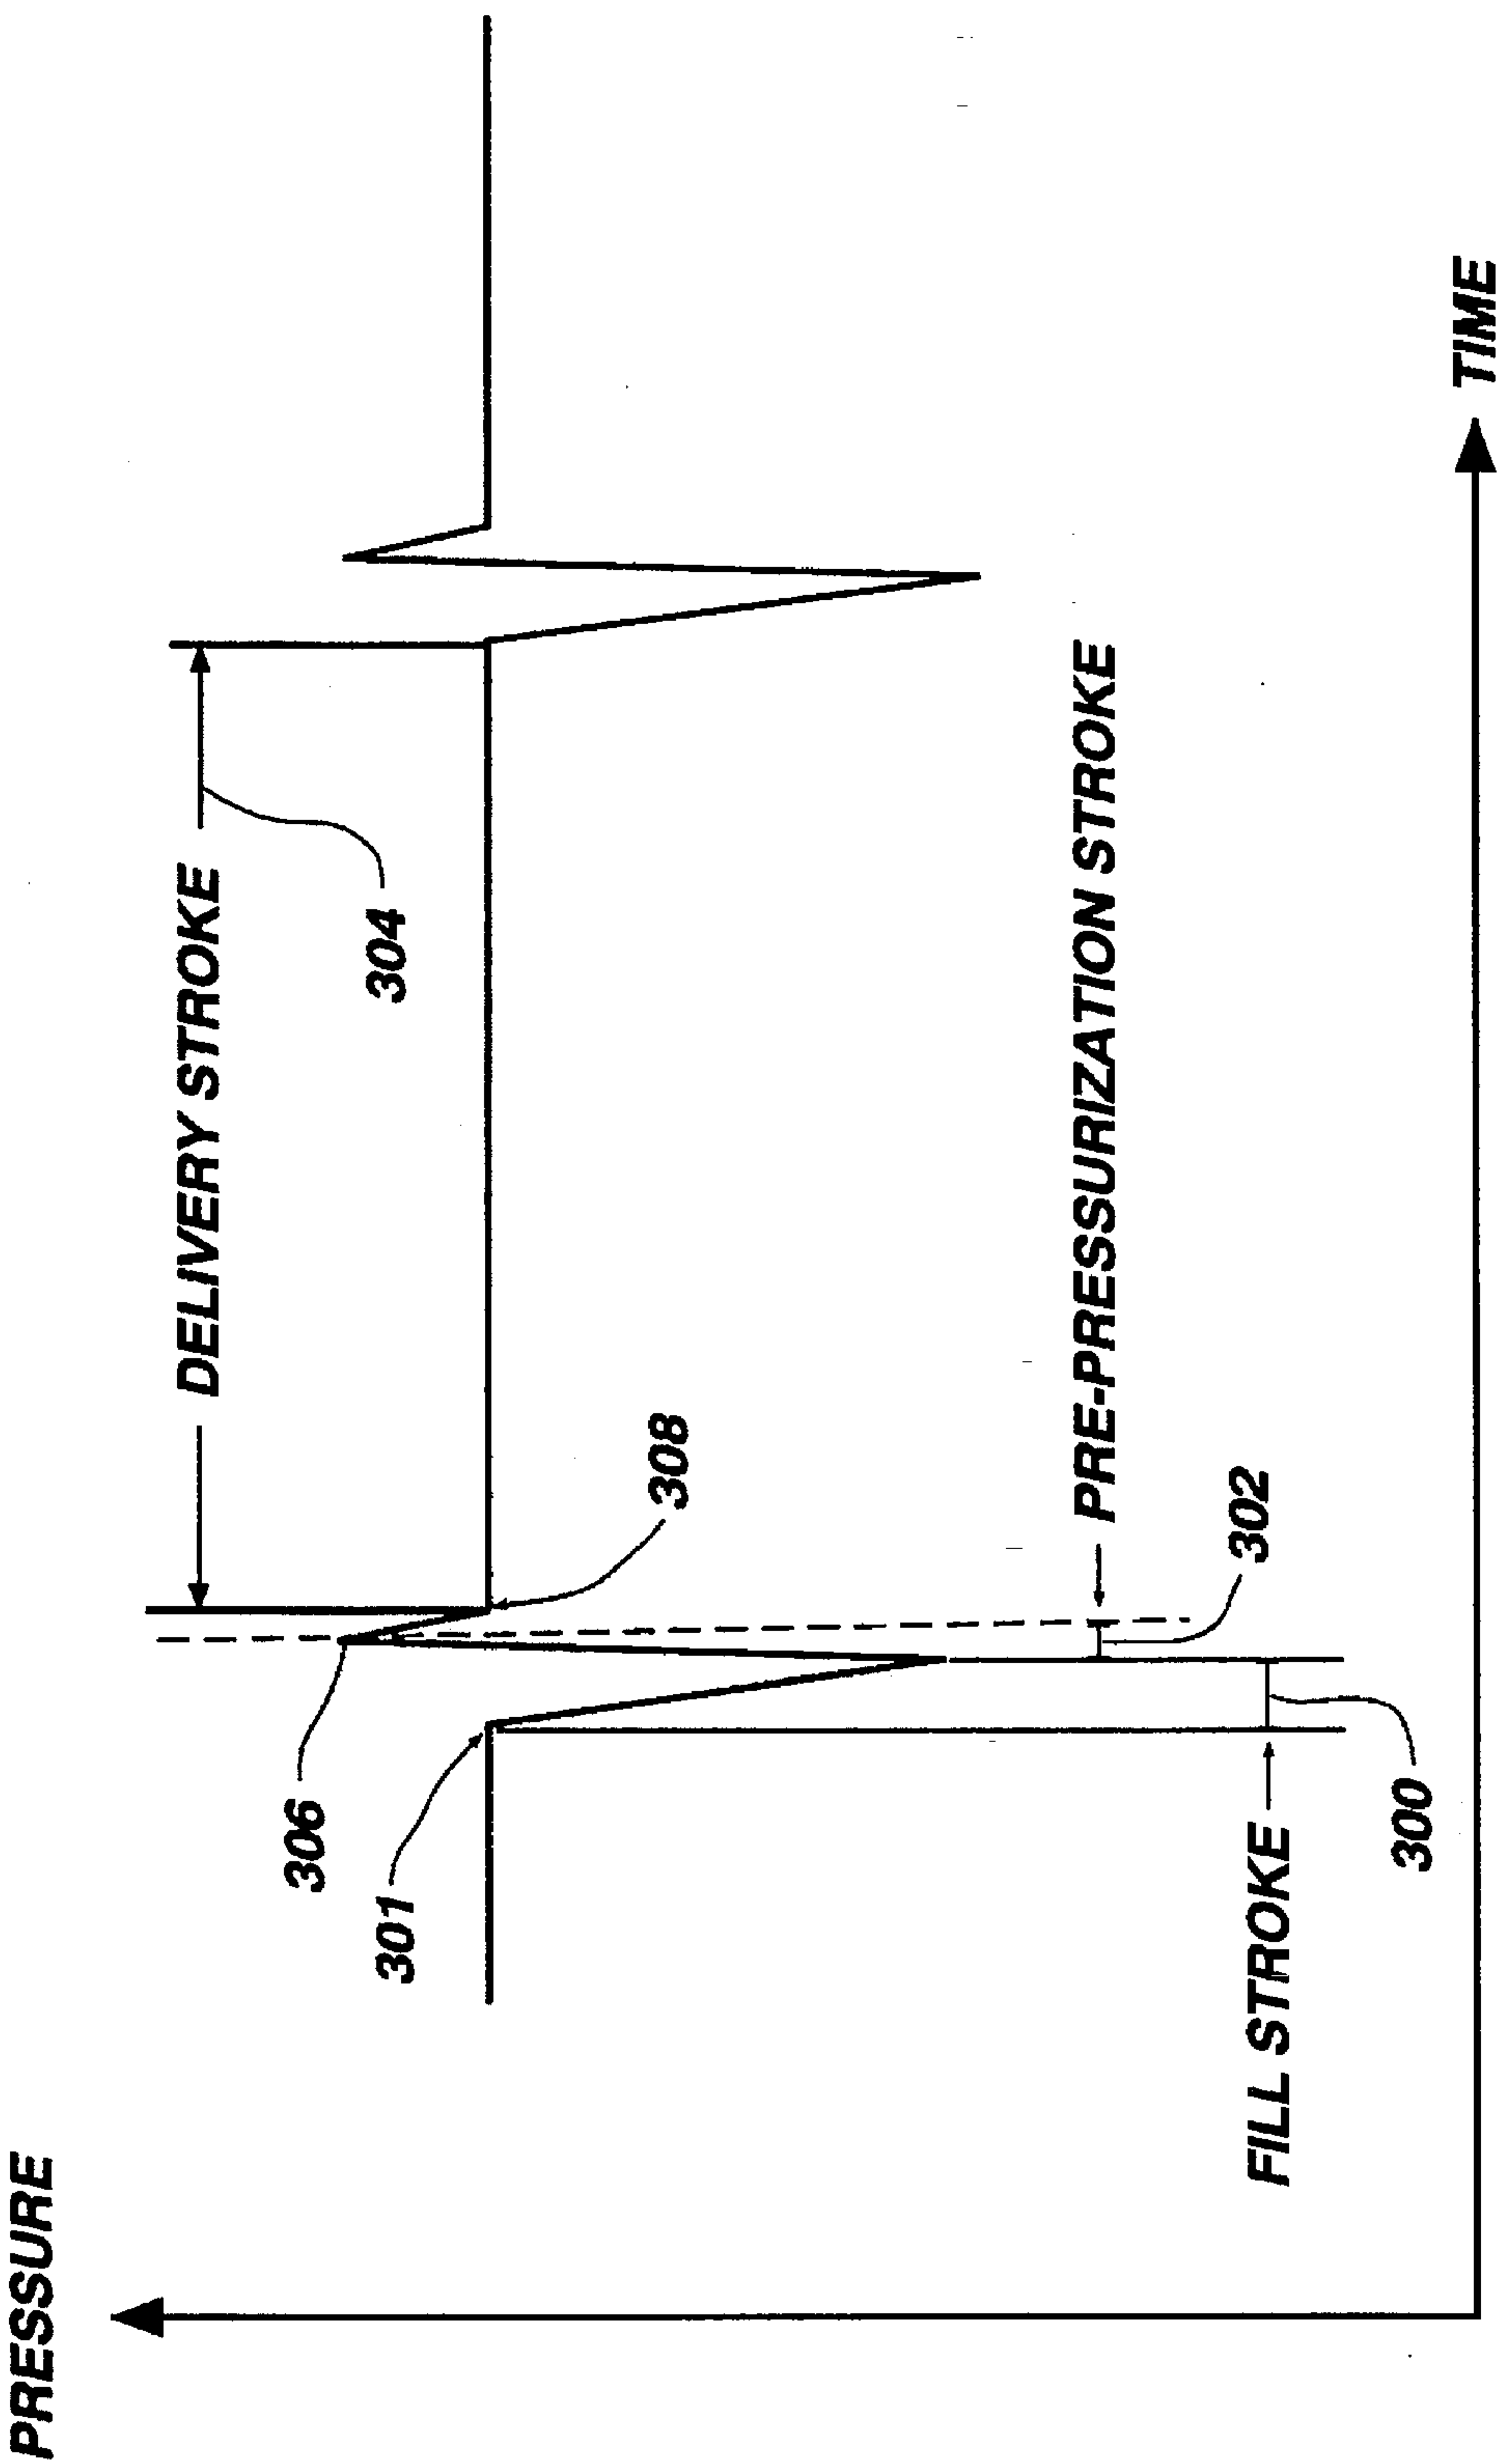 PRESSURE
DELIVERY STROKE
306
304
301
308
PRE-PRESSURIZATION STROKE
302
FILL STROKE
300
TIME